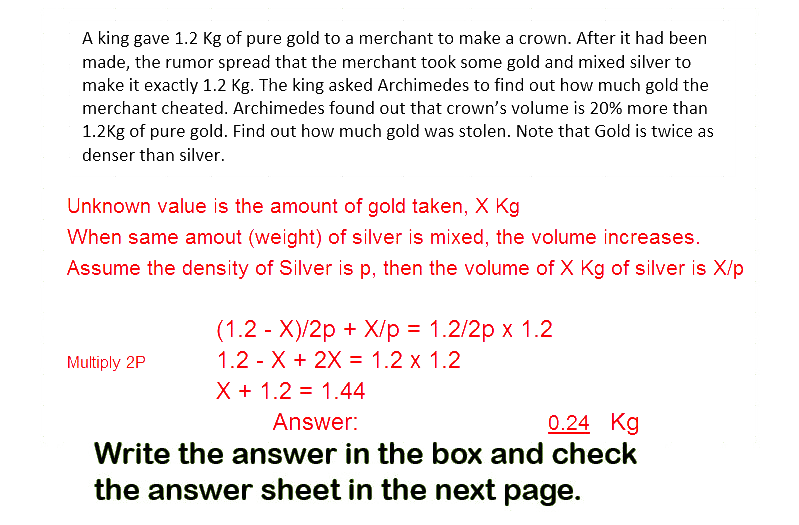 A king gave 1.2 Kg of pure gold to a merchant to make a crown. After it had been
made, the rumor spread that the merchant took some gold and mixed silver to
make it exactly 1.2 Kg. The king asked Archimedes to find out how much gold the
merchant cheated. Archimedes found out that crown's volume is 20% more than
1.2Kg of pure gold. Find out how much gold was stolen. Note that Gold is twice as
denser than silver.
Unknown value is the amount of gold taken, X Kg
When same amout (weight) of silver is mixed, the volume increases.
Assume the density of Silver is p, then the volume of X Kg of silver is X/p
(1.2 - X)/2p + X/p = 1.2/2p x 1.2
Multiply 2P 1.2 - X + 2X = 1.2 x 1.2
X + 1.2 = 1.44
Answer: 0.24 Kg
Write the answer in the box and check
the answer sheet in the next page.